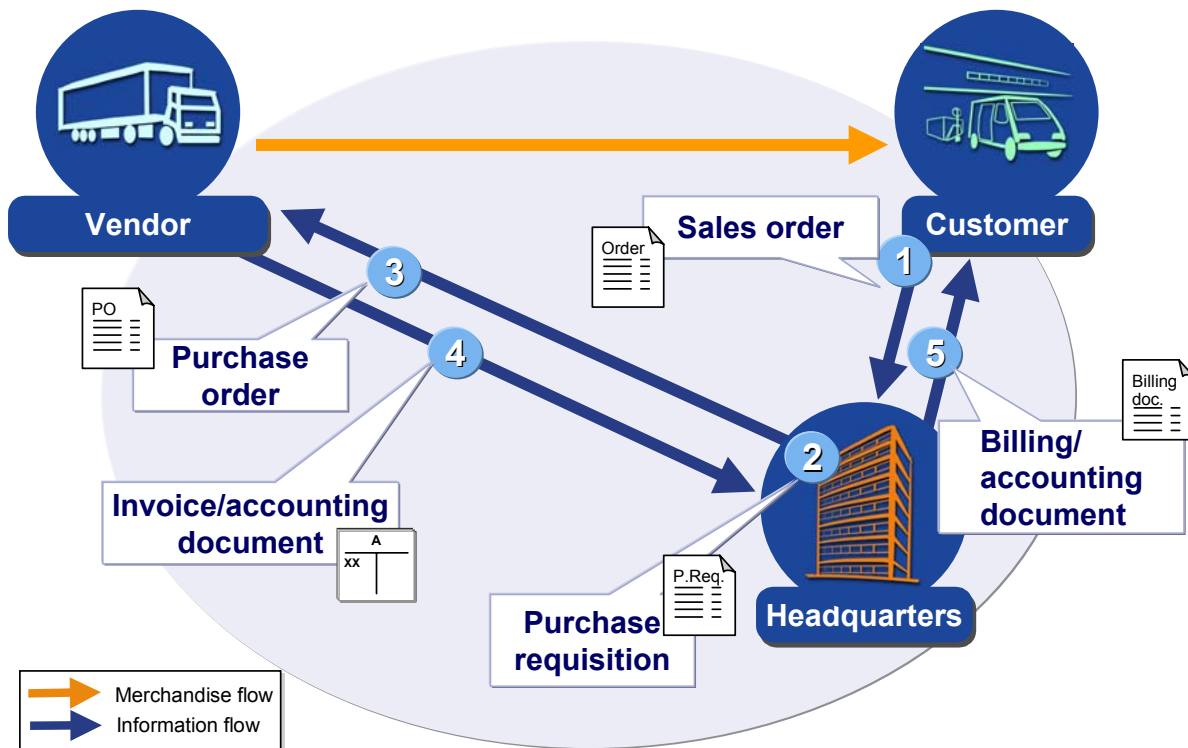 Vendor
Customer
Sales order
Order
1
3
PO
Purchase
order
4
5
Billing
doc.
Billing/
accounting
document
2
Invoice/accounting
document
A
xx
P.Req.
Purchase
requisition
Headquarters
Merchandise flow
Information flow